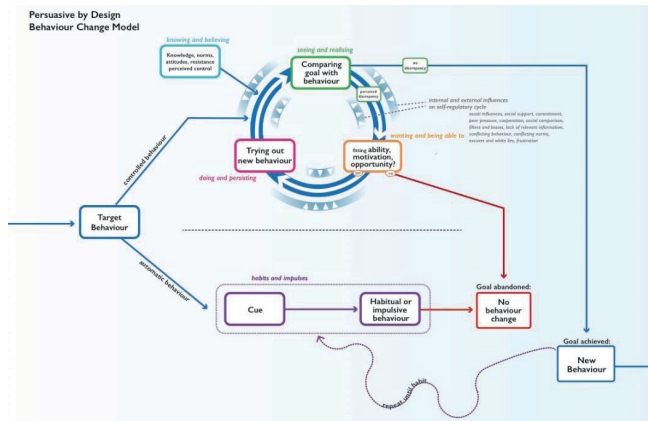 Persuasive by Design
Behaviour Change Model
knowing and believing
Knowledge, norms,
attitudes, resistance
perceived control
seeing and realising
Comparing
goal with
behaviour
no
discrepancy
perceived
discrepancy
internal and external influences
on self-regulatory cycle
social influences, social support, commitment,
peer pressure, cooperation, social comparison,
filters and biases, lack of relevant information,
conflicting behaviour, conflicting norms,
excuses and white lies, frustration
wanting and being able to
fitting ability,
motivation,
opportunity?
Trying out
new behaviour
doing and persisting
controlled behaviour
Target
Behaviour
automatic behaviour
habits and impulses
Cue
Habitual or
impulsive
behaviour
Goal abandoned:
No
behaviour
change
Goal achieved:
New
Behaviour
repeat until habit